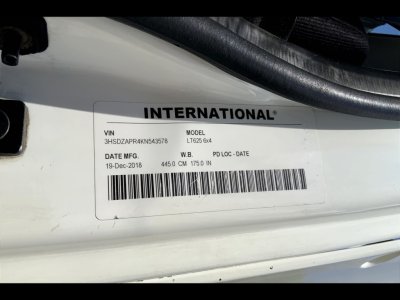 INTERNATIONAL®
VIN MODEL
3HSDZAPR4KN543578 LT625 6x4
DATE MFG. W.B. PD LOC - DATE
19-Dec-2018 445.0 CM 175.0 IN